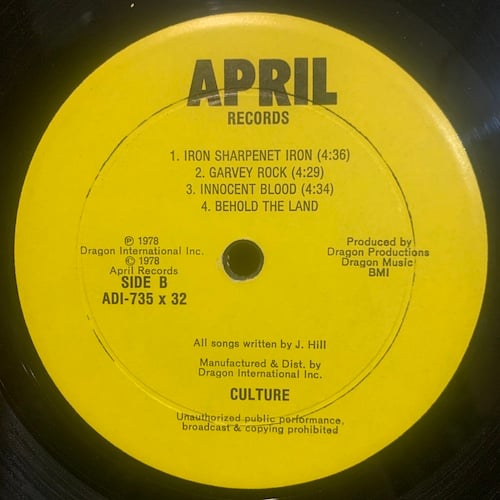 APRIL
RECORDS
1. IRON SHARPENET IRON (4:36)
2. GARVEY ROCK (4:29)
3. INNOCENT BLOOD (4:34)
4. BEHOLD THE LAND
℗ 1978
Dragon International Inc.
© 1978
April Records
SIDE B
ADI-735 x 32
Produced by
Dragon Productions
Dragon Music
BMI
All songs written by J. Hill
Manufactured & Dist. by
Dragon International Inc.
CULTURE
Unauthorized public performance,
broadcast & copying prohibited